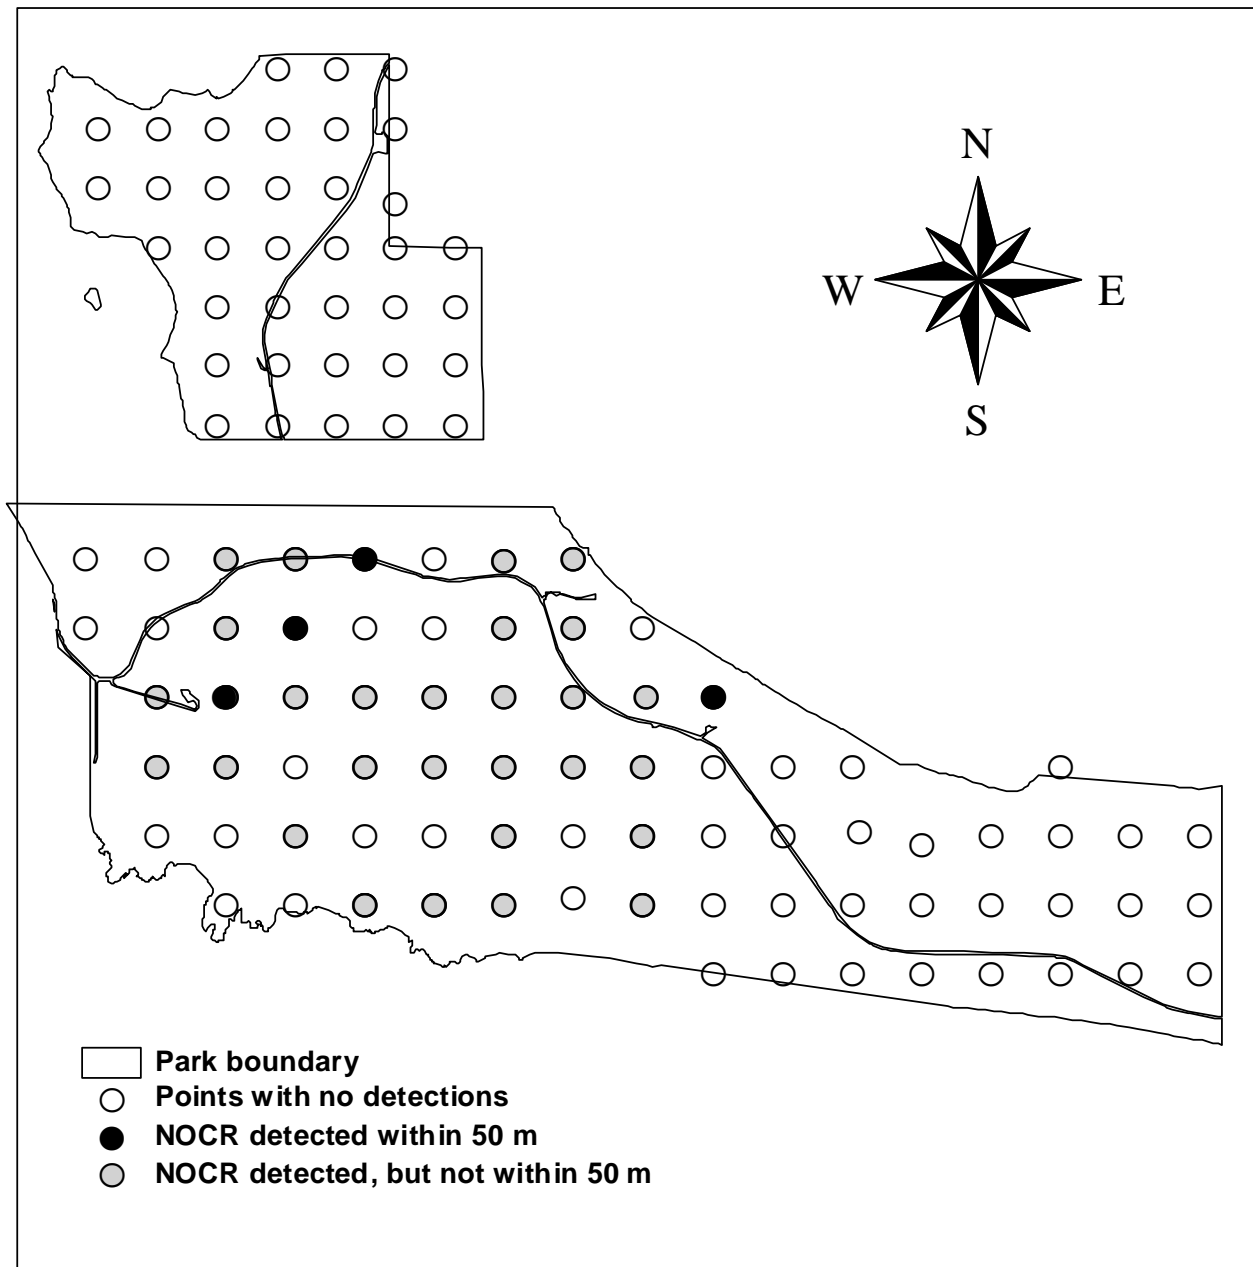 N
W
E
S
Park boundary
Points with no detections
NOCR detected within 50 m
NOCR detected, but not within 50 m